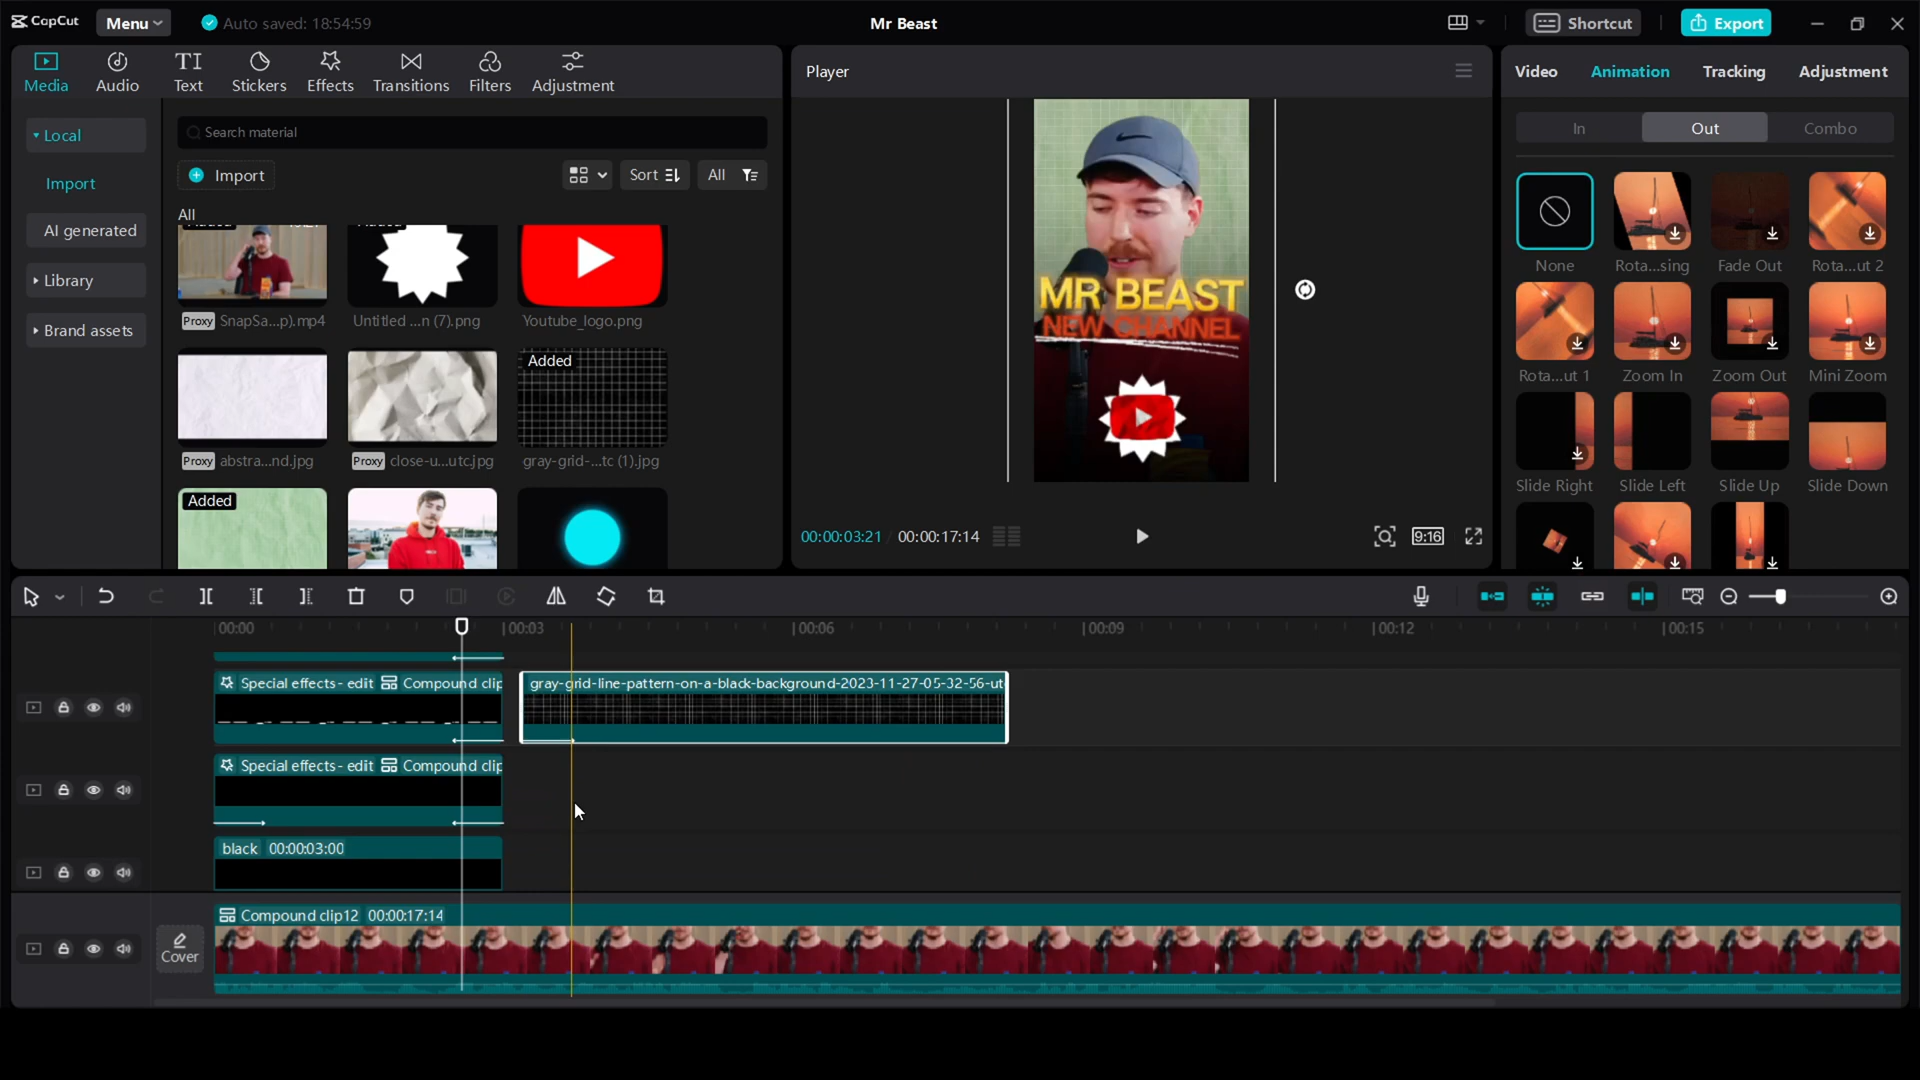 CapCut
Menu
Auto saved: 18:54:59
Mr Beast
Shortcut
Export
Media
Audio
TI
Text
Stickers
Effects
Transitions
Filters
Adjustment
Player
Video
Animation
Tracking
Adjustment
Local
Import
AI generated
Library
Brand assets
Search material
Import
Sort
All
All
Proxy SnapSa...p).mp4
Untitled ...n (7).png
Youtube_logo.png
Added
Proxy abstra...nd.jpg
Proxy close-u...utc.jpg
gray-grid-...tc (1).jpg
Added
MR BEAST
NEW CHANNEL
00:00:03:21 / 00:00:17:14
9:16
In
Out
Combo
None
Rota...sing
Fade Out
Rota...ut 2
Rota...ut 1
Zoom In
Zoom Out
Mini Zoom
Slide Right
Slide Left
Slide Up
Slide Down
00:00
00:03
00:06
00:09
00:12
00:15
Special effects - edit Compound clip
gray-grid-line-pattern-on-a-black-background-2023-11-27-05-32-56-ut
Special effects - edit Compound clip
black 00:00:03:00
Cover
Compound clip12 00:00:17:14